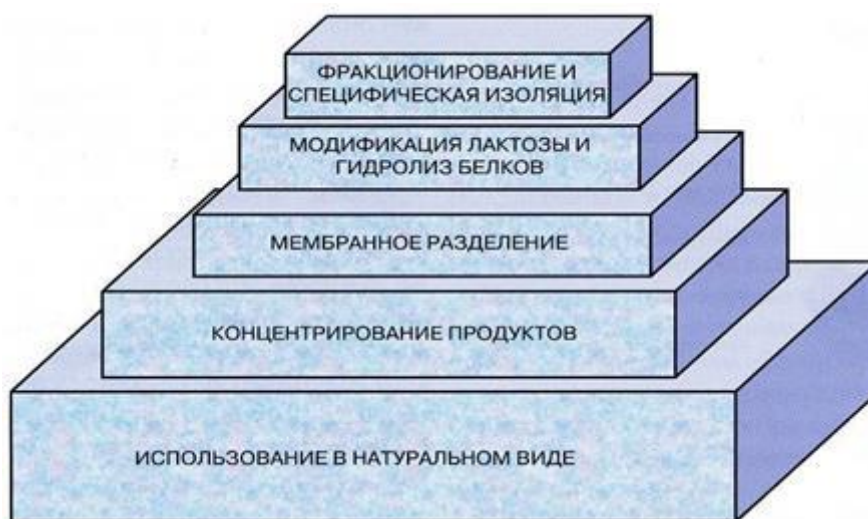 ФРАКЦИОНИРОВАНИЕ И
СПЕЦИФИЧЕСКАЯ ИЗОЛЯЦИЯ
МОДИФИКАЦИЯ ЛАКТОЗЫ И
ГИДРОЛИЗ БЕЛКОВ
МЕМБРАННОЕ РАЗДЕЛЕНИЕ
КОНЦЕНТРИРОВАНИЕ ПРОДУКТОВ
ИСПОЛЬЗОВАНИЕ В НАТУРАЛЬНОМ ВИДЕ